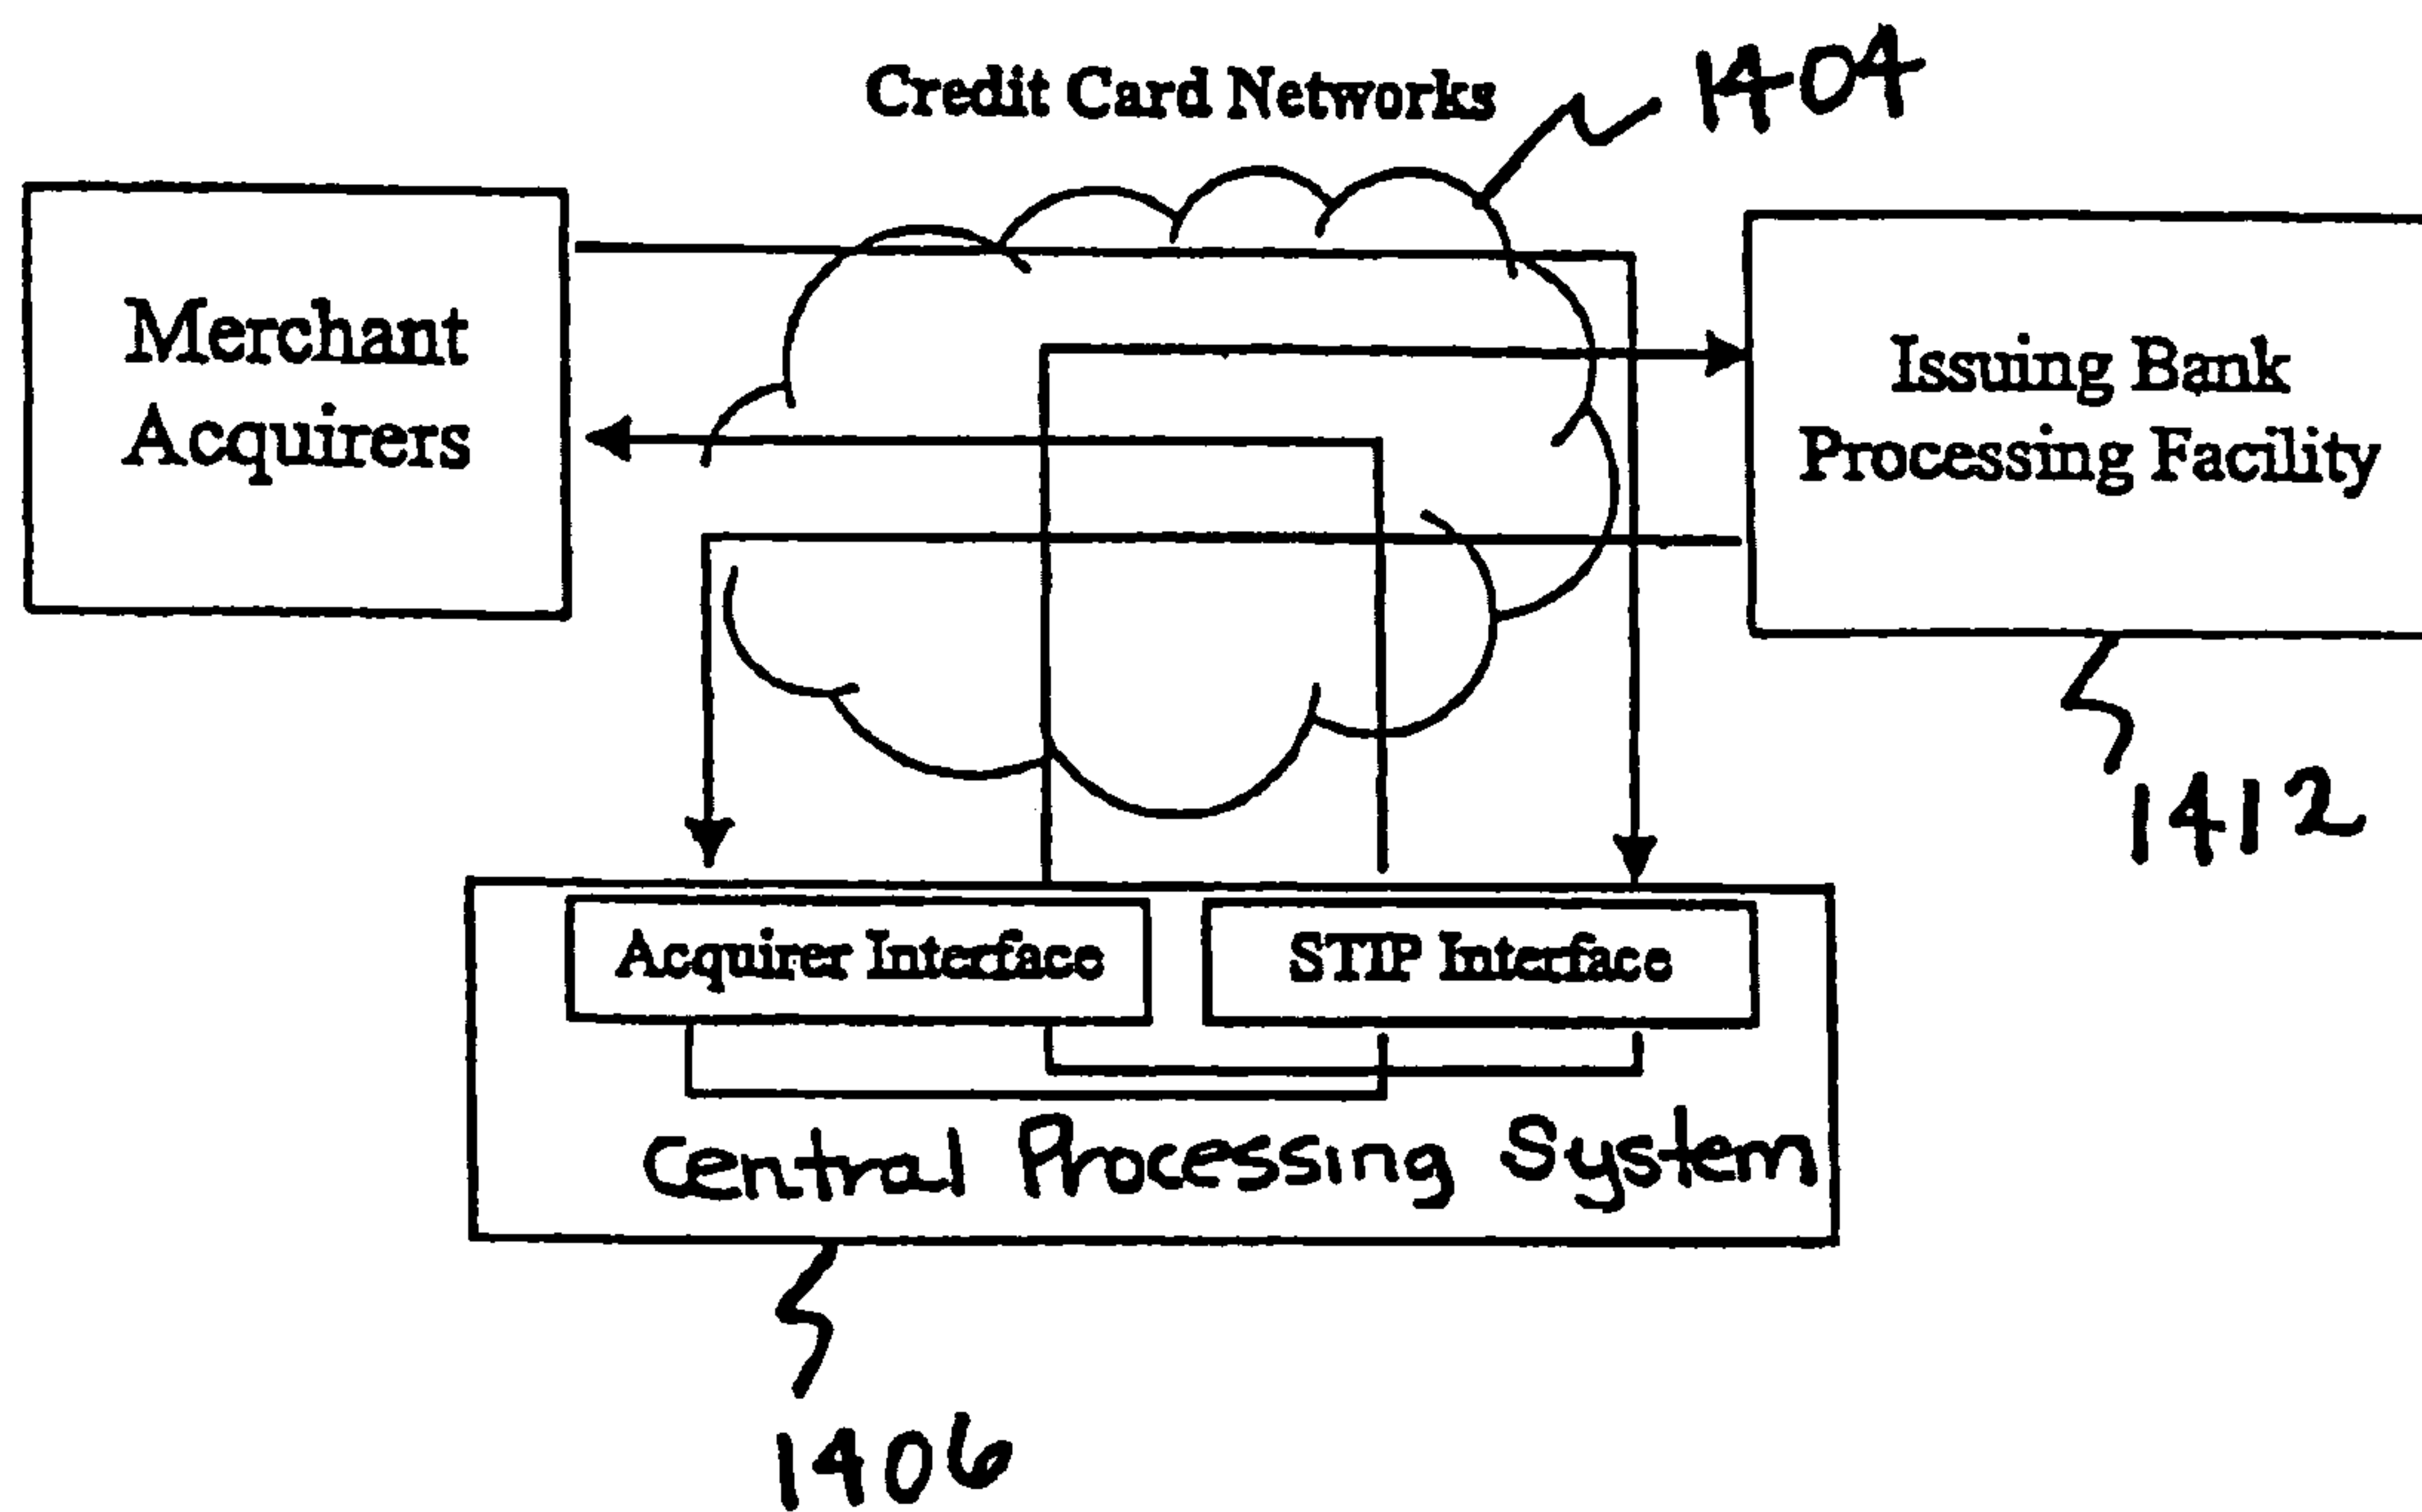 Credit Card Networks
1404
Merchant
Acquirers
Issuing Bank
Processing Facility
1412
Acquirer Interface
STIP Interface
Central Processing System
1406